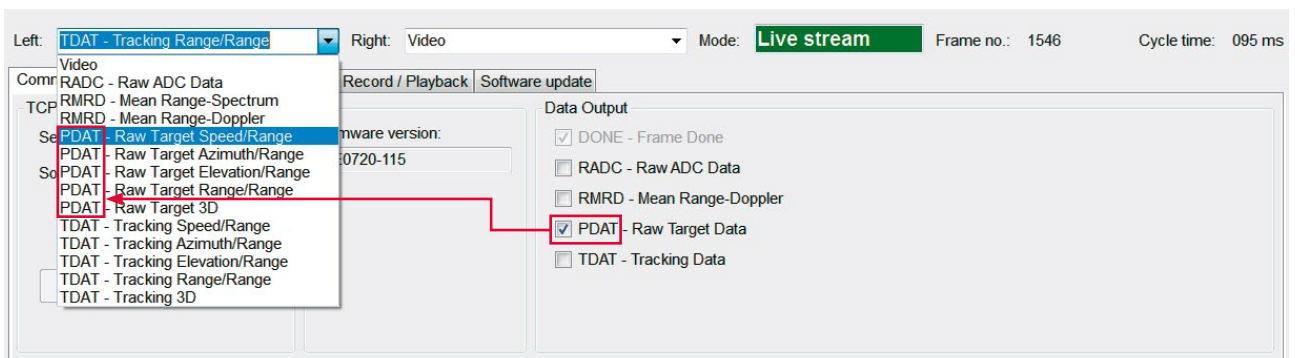 Left: TDAT - Tracking Range/Range Right: Video Mode: Live stream Frame no.: 1546 Cycle time: 095 ms
Video
RADC - Raw ADC Data
RMRD - Mean Range-Spectrum
RMRD - Mean Range-Doppler
PDAT - Raw Target Speed/Range
PDAT - Raw Target Azimuth/Range
PDAT - Raw Target Elevation/Range
PDAT - Raw Target Range/Range
PDAT - Raw Target 3D
TDAT - Tracking Speed/Range
TDAT - Tracking Azimuth/Range
TDAT - Tracking Elevation/Range
TDAT - Tracking Range/Range
TDAT - Tracking 3D
Record / Playback Software update
TCP
version:
0720-115
Data Output
DONE - Frame Done
RADC - Raw ADC Data
RMRD - Mean Range-Doppler
PDAT - Raw Target Data
TDAT - Tracking Data